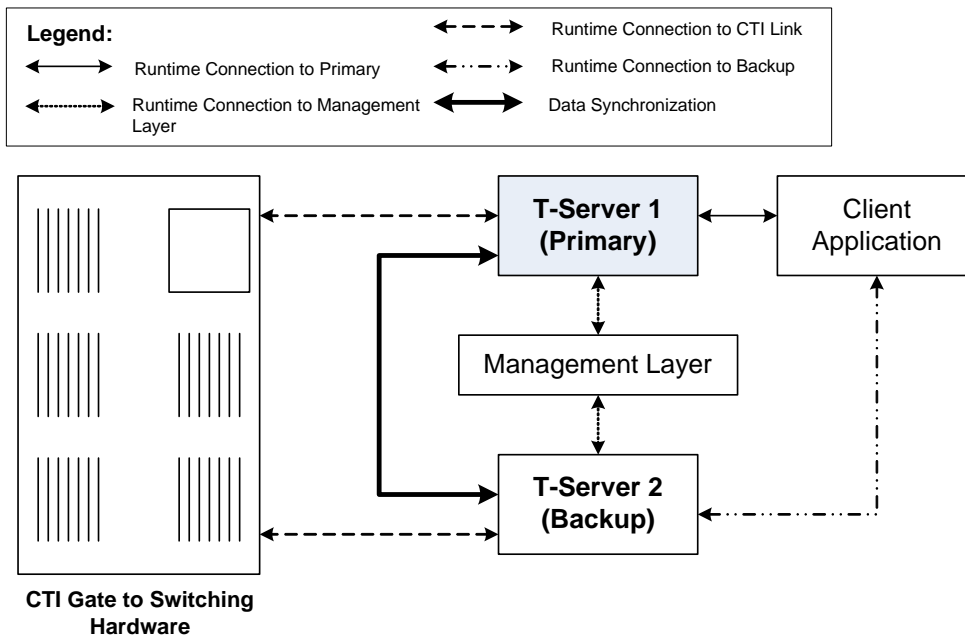 Legend:
Runtime Connection to Primary
Runtime Connection to Management
Layer
Runtime Connection to CTI Link
Runtime Connection to Backup
Data Synchronization
T-Server 1
(Primary)
Client
Application
Management Layer
T-Server 2
(Backup)
CTI Gate to Switching
Hardware